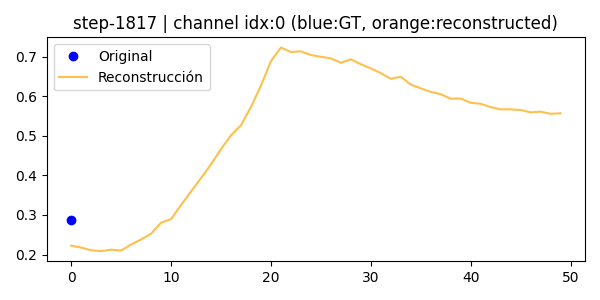 step-1817 | channel idx:0 (blue:GT, orange:reconstructed)
Original
Reconstrucción
0.7
0.6
0.5
0.4
0.3
0.2
0 10 20 30 40 50